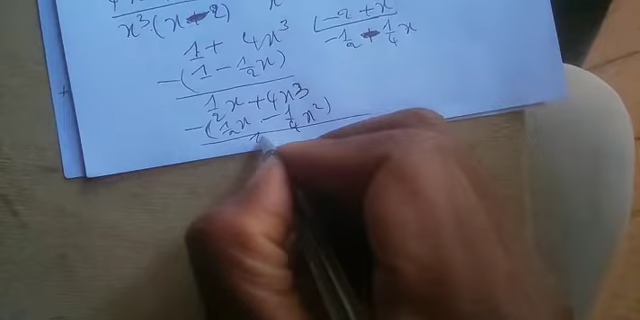 x³·(x-2)
(-2+x
-1/2+1/4x
1+ 4x³
-(1-1/2x)
1/2x+4x³
-(1/2x-1/4x²)